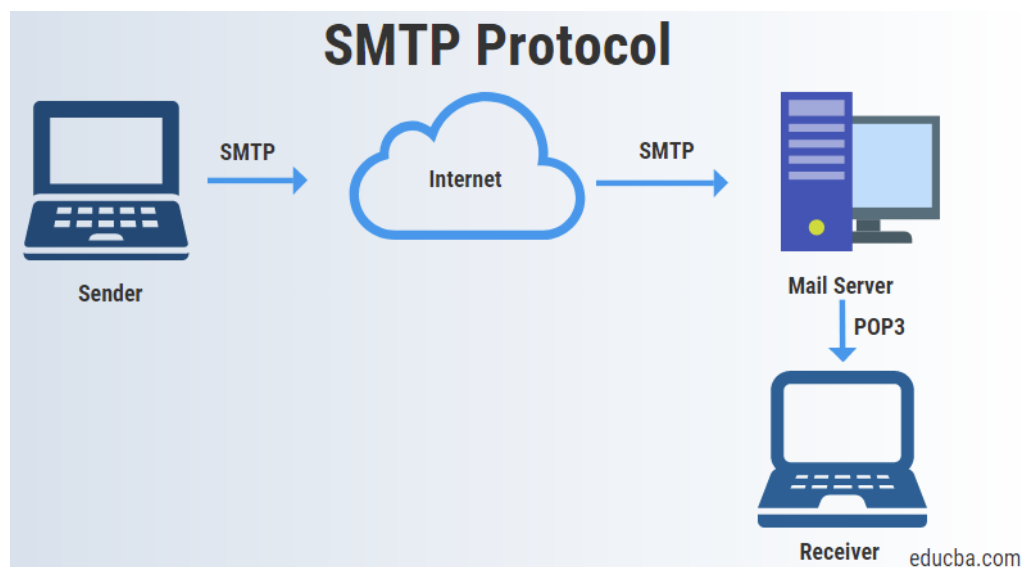 SMTP Protocol
SMTP
Internet
SMTP
Sender
Mail Server
POP3
Receiver
educba.com